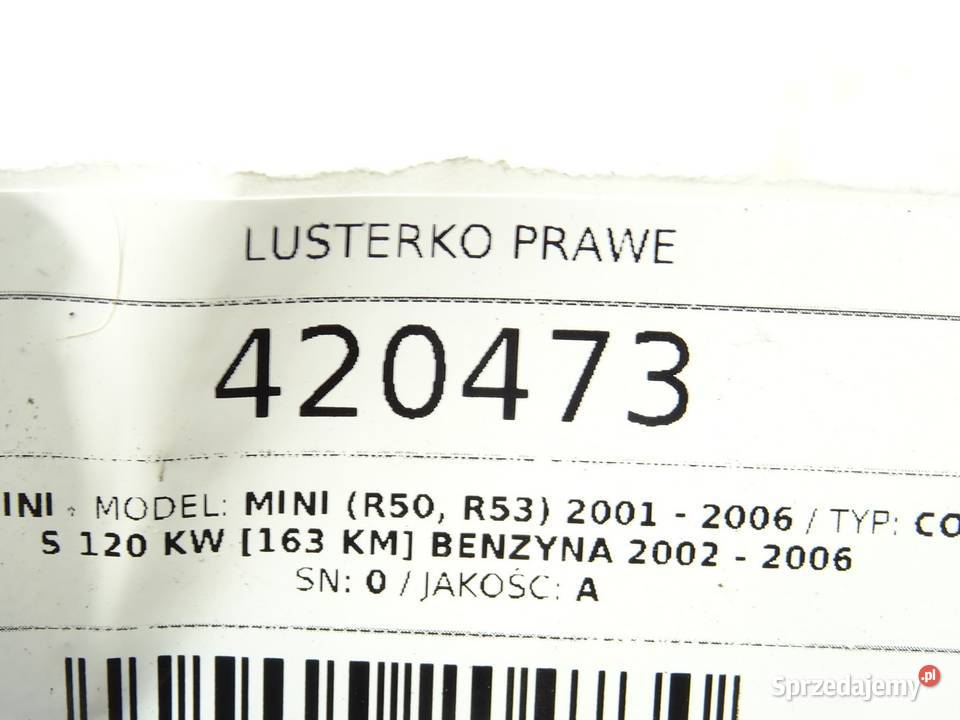 LUSTERKO PRAWE
420473
INI · MODEL: MINI (R50, R53) 2001 - 2006 / TYP: CO
S 120 KW [163 KM] BENZYNA 2002 - 2006
SN: 0 / JAKOŚC: A
Sprzedajemy.pl